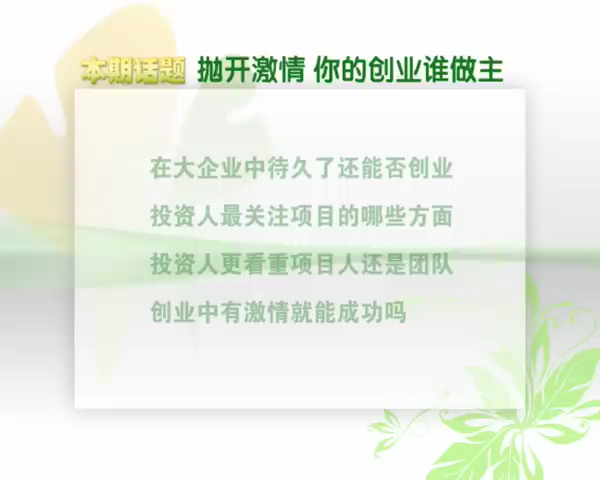 本期话题 抛开激情 你的创业谁做主
在大企业中待久了还能否创业
投资人最关注项目的哪些方面
投资人更看重项目人还是团队
创业中有激情就能成功吗